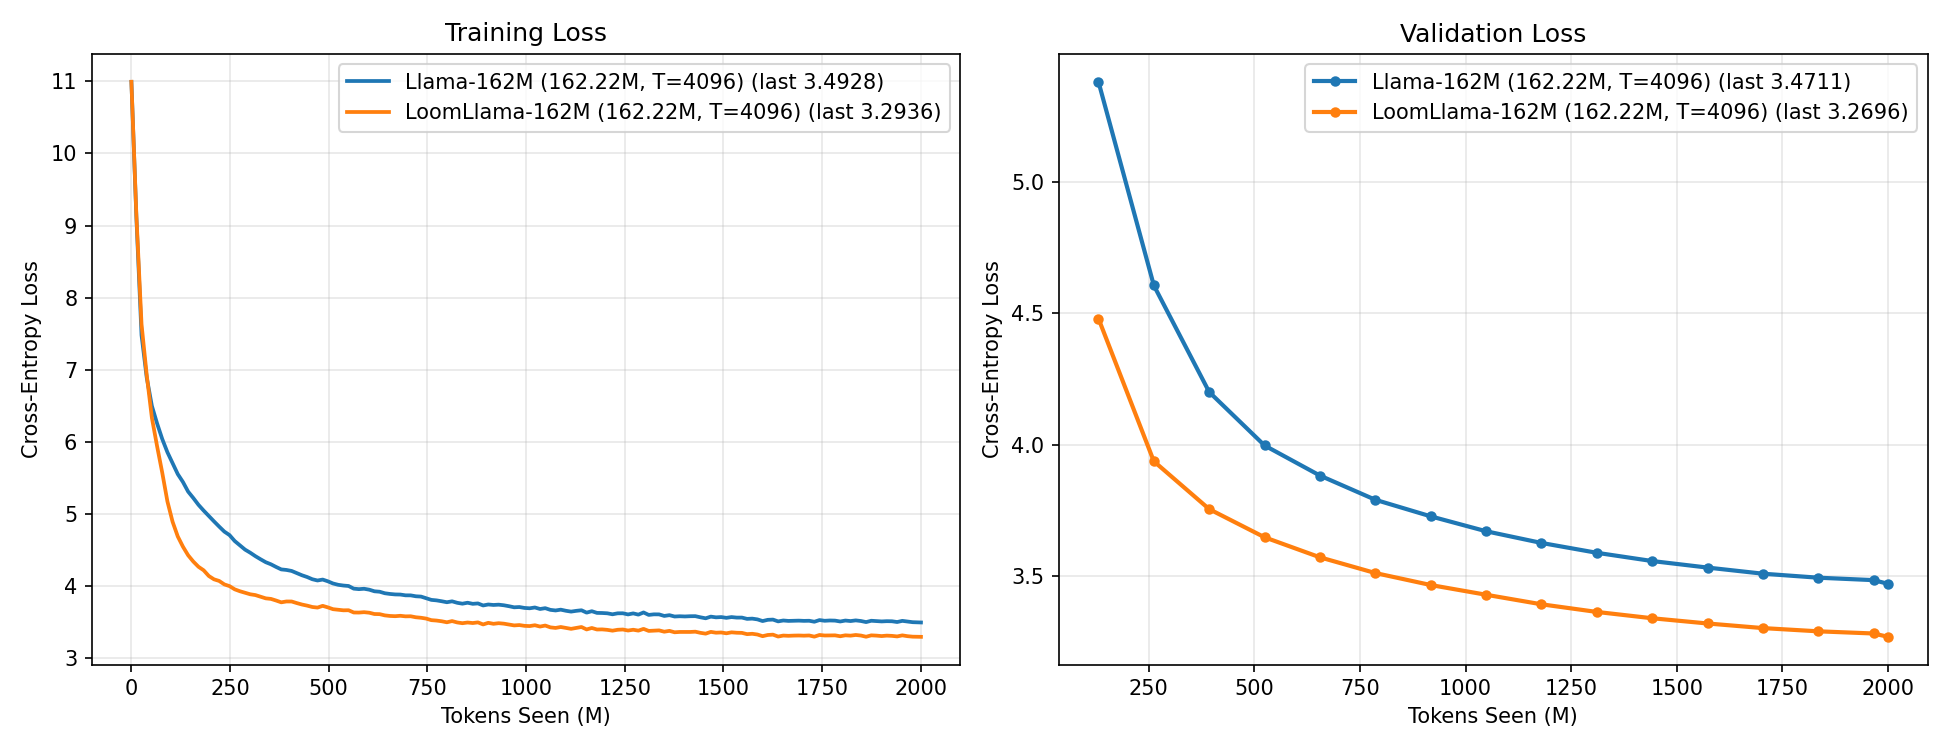 Training Loss
Llama-162M (162.22M, T=4096) (last 3.4928)
LoomLlama-162M (162.22M, T=4096) (last 3.2936)
Cross-Entropy Loss
11
10
9
8
7
6
5
4
3
0 250 500 750 1000 1250 1500 1750 2000
Tokens Seen (M)
Validation Loss
Llama-162M (162.22M, T=4096) (last 3.4711)
LoomLlama-162M (162.22M, T=4096) (last 3.2696)
Cross-Entropy Loss
5.0
4.5
4.0
3.5
250 500 750 1000 1250 1500 1750 2000
Tokens Seen (M)